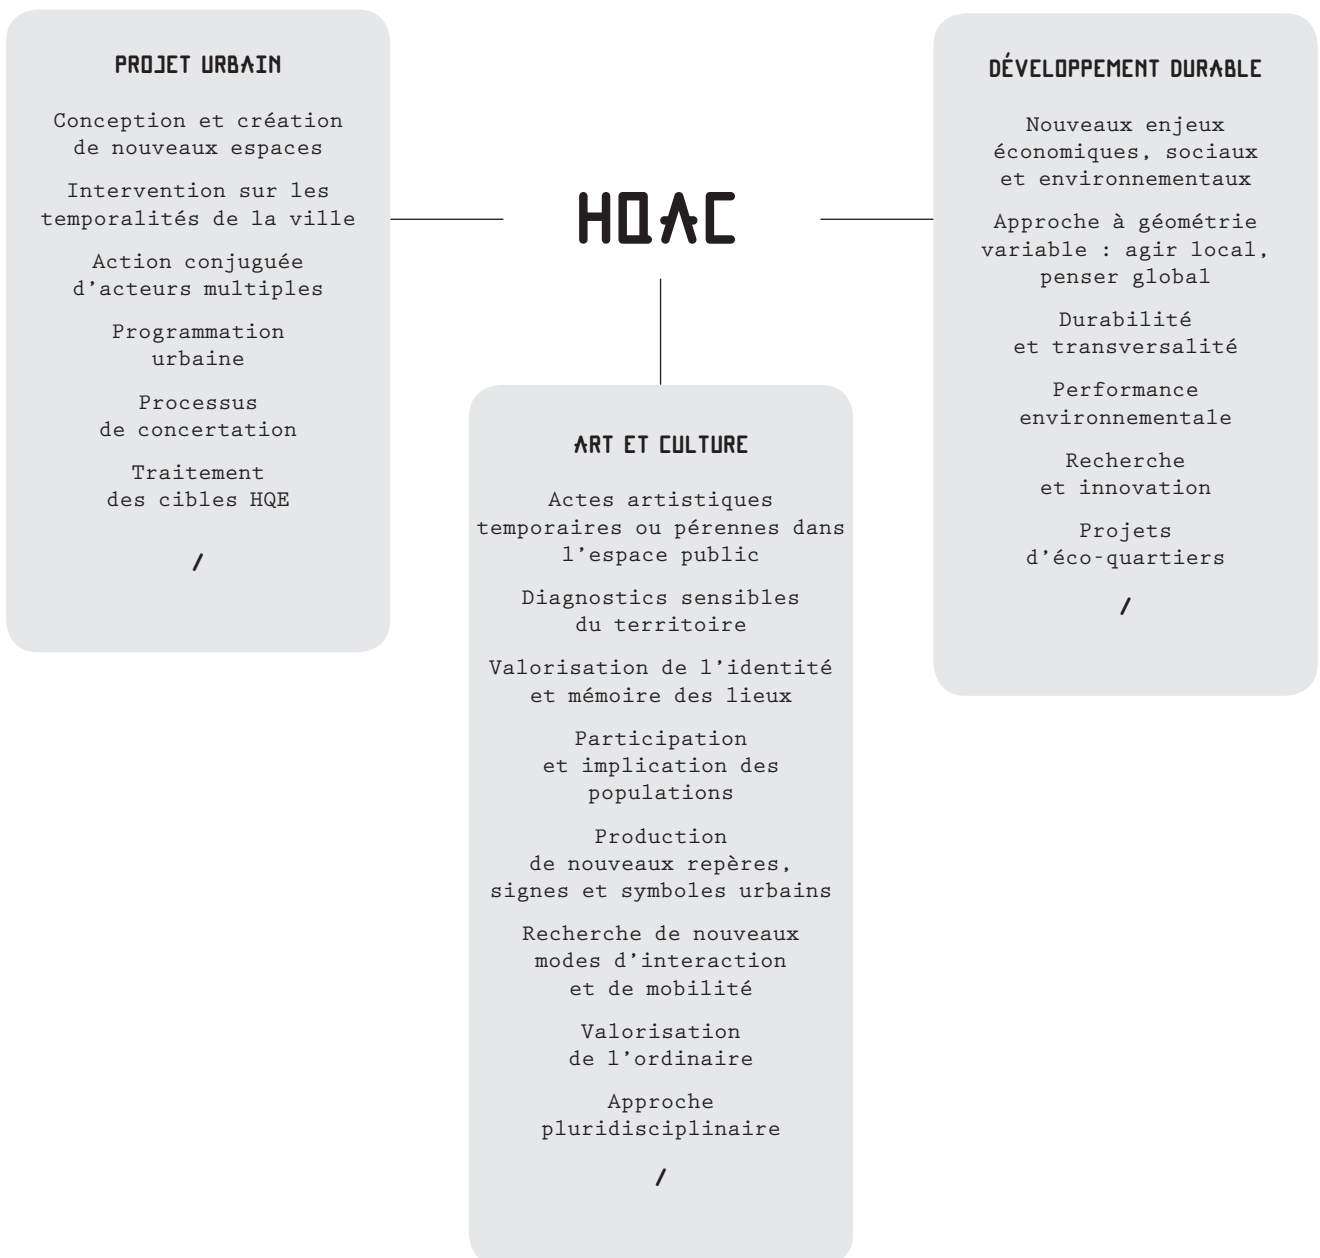 PROJET URBAIN
Conception et création
de nouveaux espaces
Intervention sur les
temporalités de la ville
Action conjuguée
d’acteurs multiples
Programmation
urbaine
Processus
de concertation
Traitement
des cibles HQE
/
HQAC
DÉVELOPPEMENT DURABLE
Nouveaux enjeux
économiques, sociaux
et environnementaux
Approche à géométrie
variable : agir local,
penser global
Durabilité
et transversalité
Performance
environnementale
Recherche
et innovation
Projets
d’éco-quartiers
/
ART ET CULTURE
Actes artistiques
temporaires ou pérennes dans
l’espace public
Diagnostics sensibles
du territoire
Valorisation de l’identité
et mémoire des lieux
Participation
et implication des
populations
Production
de nouveaux repères,
signes et symboles urbains
Recherche de nouveaux
modes d’interaction
et de mobilité
Valorisation
de l’ordinaire
Approche
pluridisciplinaire
/